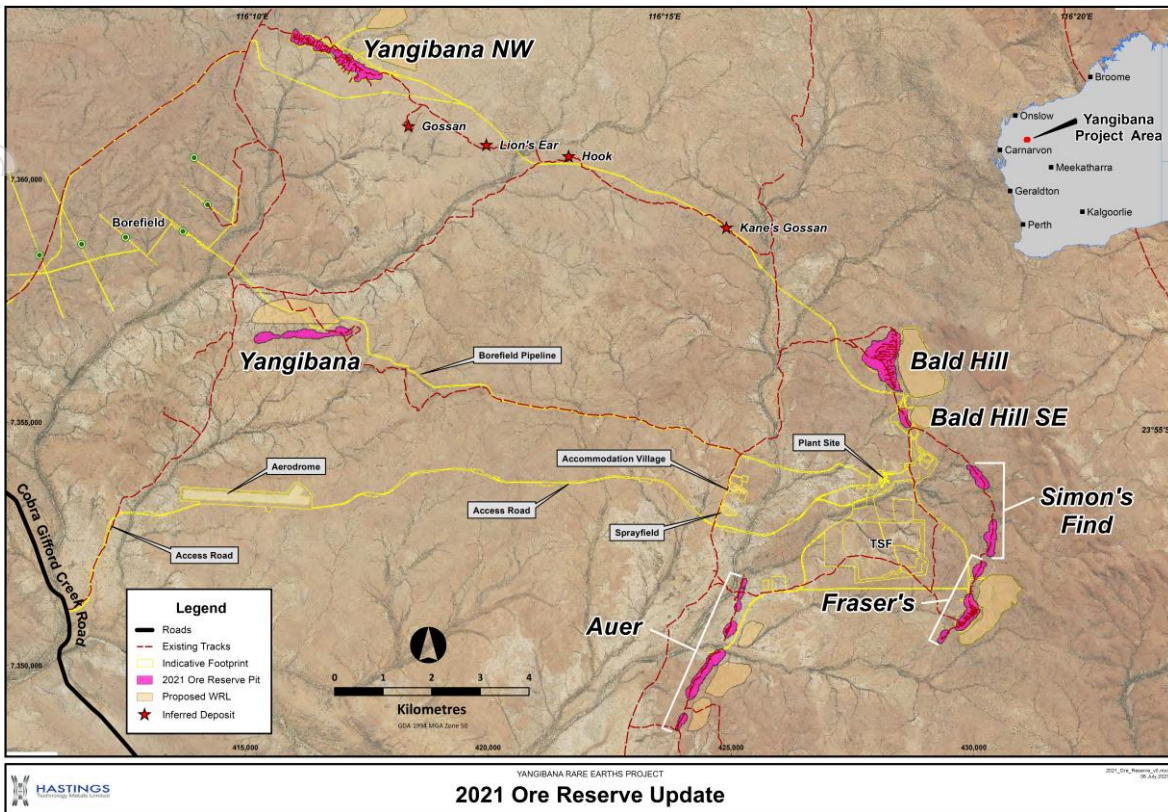 116°10'E
116°15'E
116°20'E
Yangibana NW
Broome
Onslow
Yangibana
Project Area
Carnarvon
Meekatharra
Geraldton
Kalgoorlie
Perth
Gossan
Lion's Ear
Hook
7,360,000
Borefield
Kane's Gossan
Yangibana
Borefield Pipeline
Bald Hill
Bald Hill SE
7,355,000
23°55'S
Plant Site
Accommodation Village
Aerodrome
Access Road
Sprayfield
Simon's
Find
TSF
Cobra Gifford Creek Road
Access Road
Fraser's
Auer
7,350,000
Legend
Roads
Existing Tracks
Indicative Footprint
2021 Ore Reserve Pit
Proposed WRL
Inferred Deposit
0 1 2 3 4
Kilometres
GDA 1994 MGA Zone 50
415,000
420,000
425,000
430,000
HASTINGS
Technology Metals Limited
YANGIBANA RARE EARTHS PROJECT
2021 Ore Reserve Update